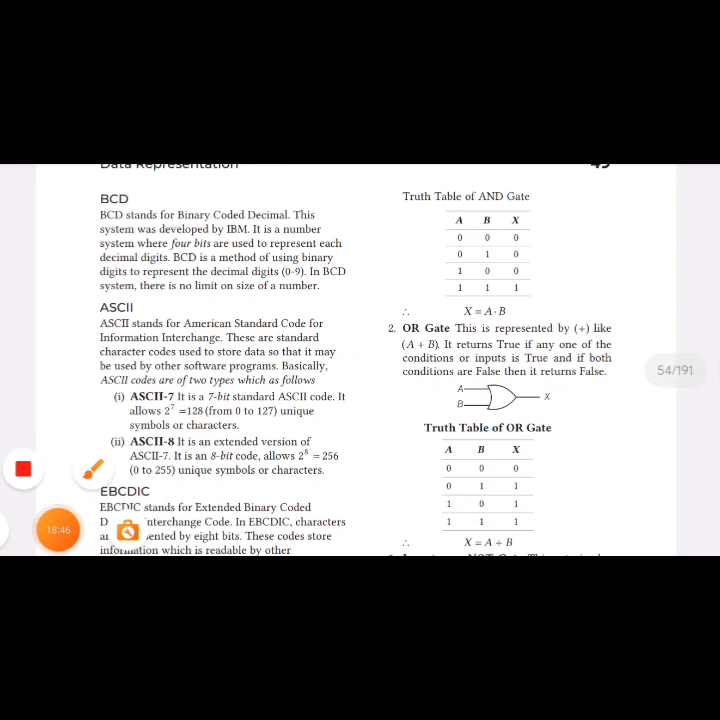 Data Representation
49
BCD
BCD stands for Binary Coded Decimal. This
system was developed by IBM. It is a number
system where four bits are used to represent each
decimal digits. BCD is a method of using binary
digits to represent the decimal digits (0-9). In BCD
system, there is no limit on size of a number.
ASCII
ASCII stands for American Standard Code for
Information Interchange. These are standard
character codes used to store data so that it may
be used by other software programs. Basically,
ASCII codes are of two types which as follows
(i) ASCII-7 It is a 7-bit standard ASCII code. It
allows 2⁷ =128 (from 0 to 127) unique
symbols or characters.
(ii) ASCII-8 It is an extended version of
ASCII-7. It is an 8-bit code, allows 2⁸ = 256
(0 to 255) unique symbols or characters.
EBCDIC
EBCDIC stands for Extended Binary Coded
Interchange Code. In EBCDIC, characters
by eight bits. These codes store
information which is readable by other
Truth Table of AND Gate
A B X
0 0 0
0 1 0
1 0 0
1 1 1
∴ X = A · B
2. OR Gate This is represented by (+) like
(A + B). It returns True if any one of the
conditions or inputs is True and if both
conditions are False then it returns False.
A
B
X
Truth Table of OR Gate
A B X
0 0 0
0 1 1
1 0 1
1 1 1
∴ X = A + B
54/191
18:46